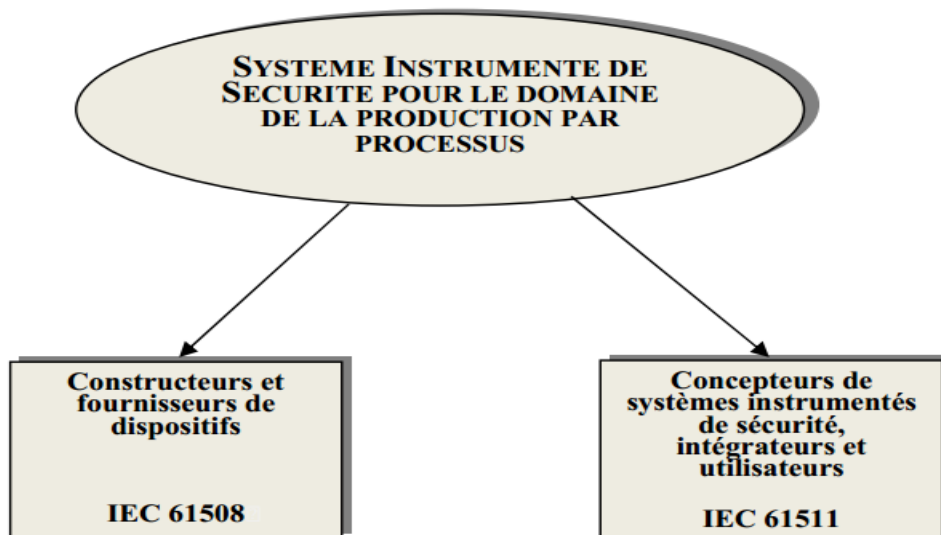 SYSTEME INSTRUMENTE DE
SECURITE POUR LE DOMAINE
DE LA PRODUCTION PAR
PROCESSUS
Constructeurs et
fournisseurs de
dispositifs
IEC 61508
Concepteurs de
systèmes instrumentés
de sécurité,
intégrateurs et
utilisateurs
IEC 61511